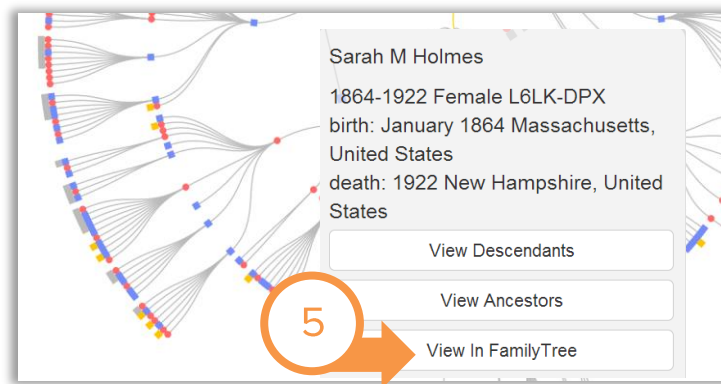 Sarah M Holmes
1864-1922 Female L6LK-DPX
birth: January 1864 Massachusetts,
United States
death: 1922 New Hampshire, United
States
View Descendants
View Ancestors
5
View In FamilyTree